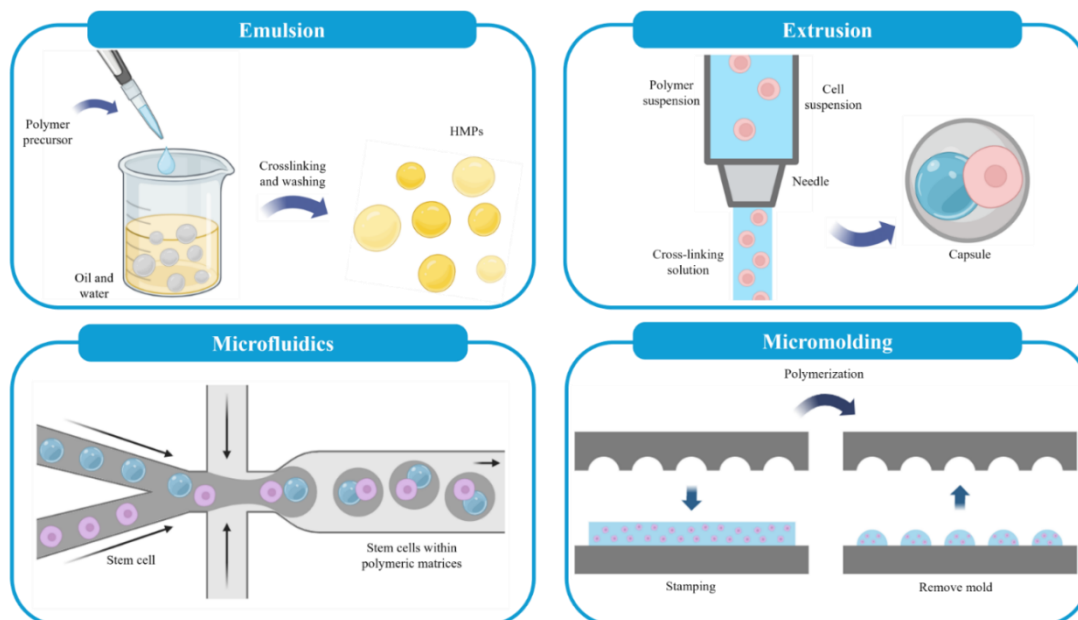 Emulsion
Polymer
precursor
Crosslinking
and washing
HMPs
Oil and
water
Extrusion
Polymer
suspension
Cell
suspension
Needle
Cross-linking
solution
Capsule
Microfluidics
Stem cell
Stem cells within
polymeric matrices
Micromolding
Polymerization
Stamping
Remove mold